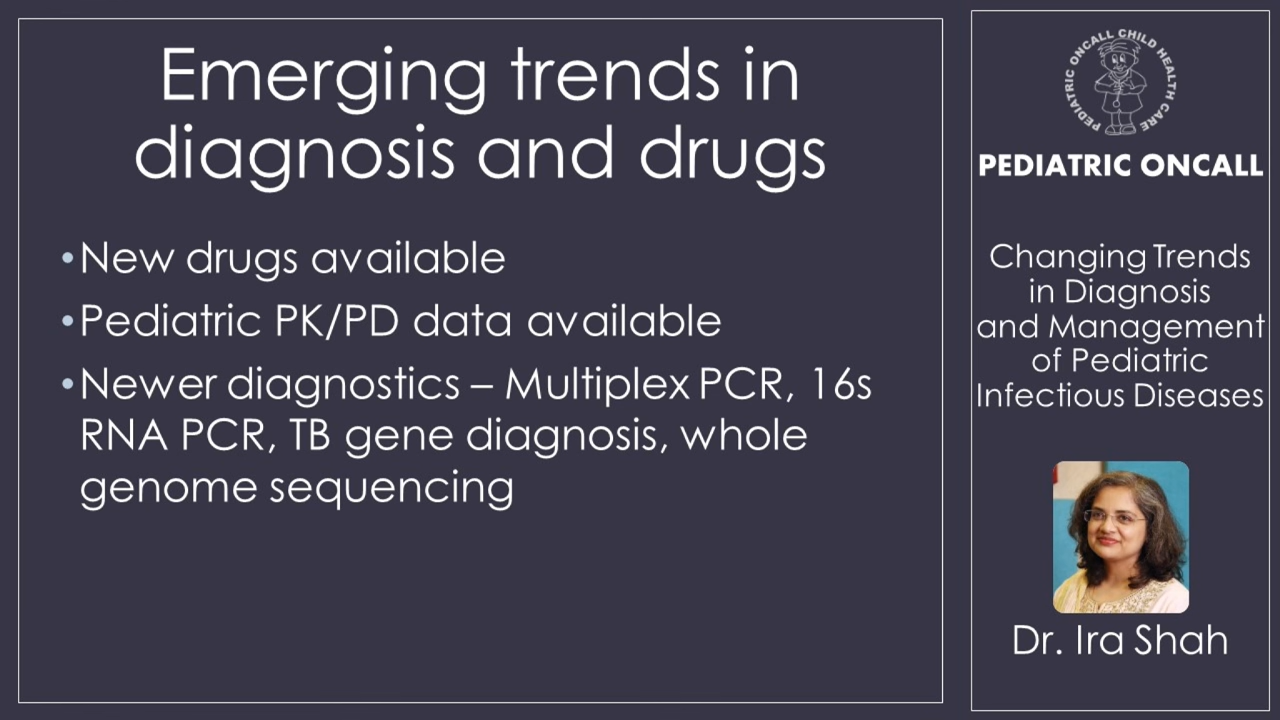 Emerging trends in
diagnosis and drugs
•New drugs available
•Pediatric PK/PD data available
•Newer diagnostics – Multiplex PCR, 16s
RNA PCR, TB gene diagnosis, whole
genome sequencing
PEDIATRIC ONCALL CHILD HEALTH CARE
PEDIATRIC ONCALL
Changing Trends
in Diagnosis
and Management
of Pediatric
Infectious Diseases
Dr. Ira Shah